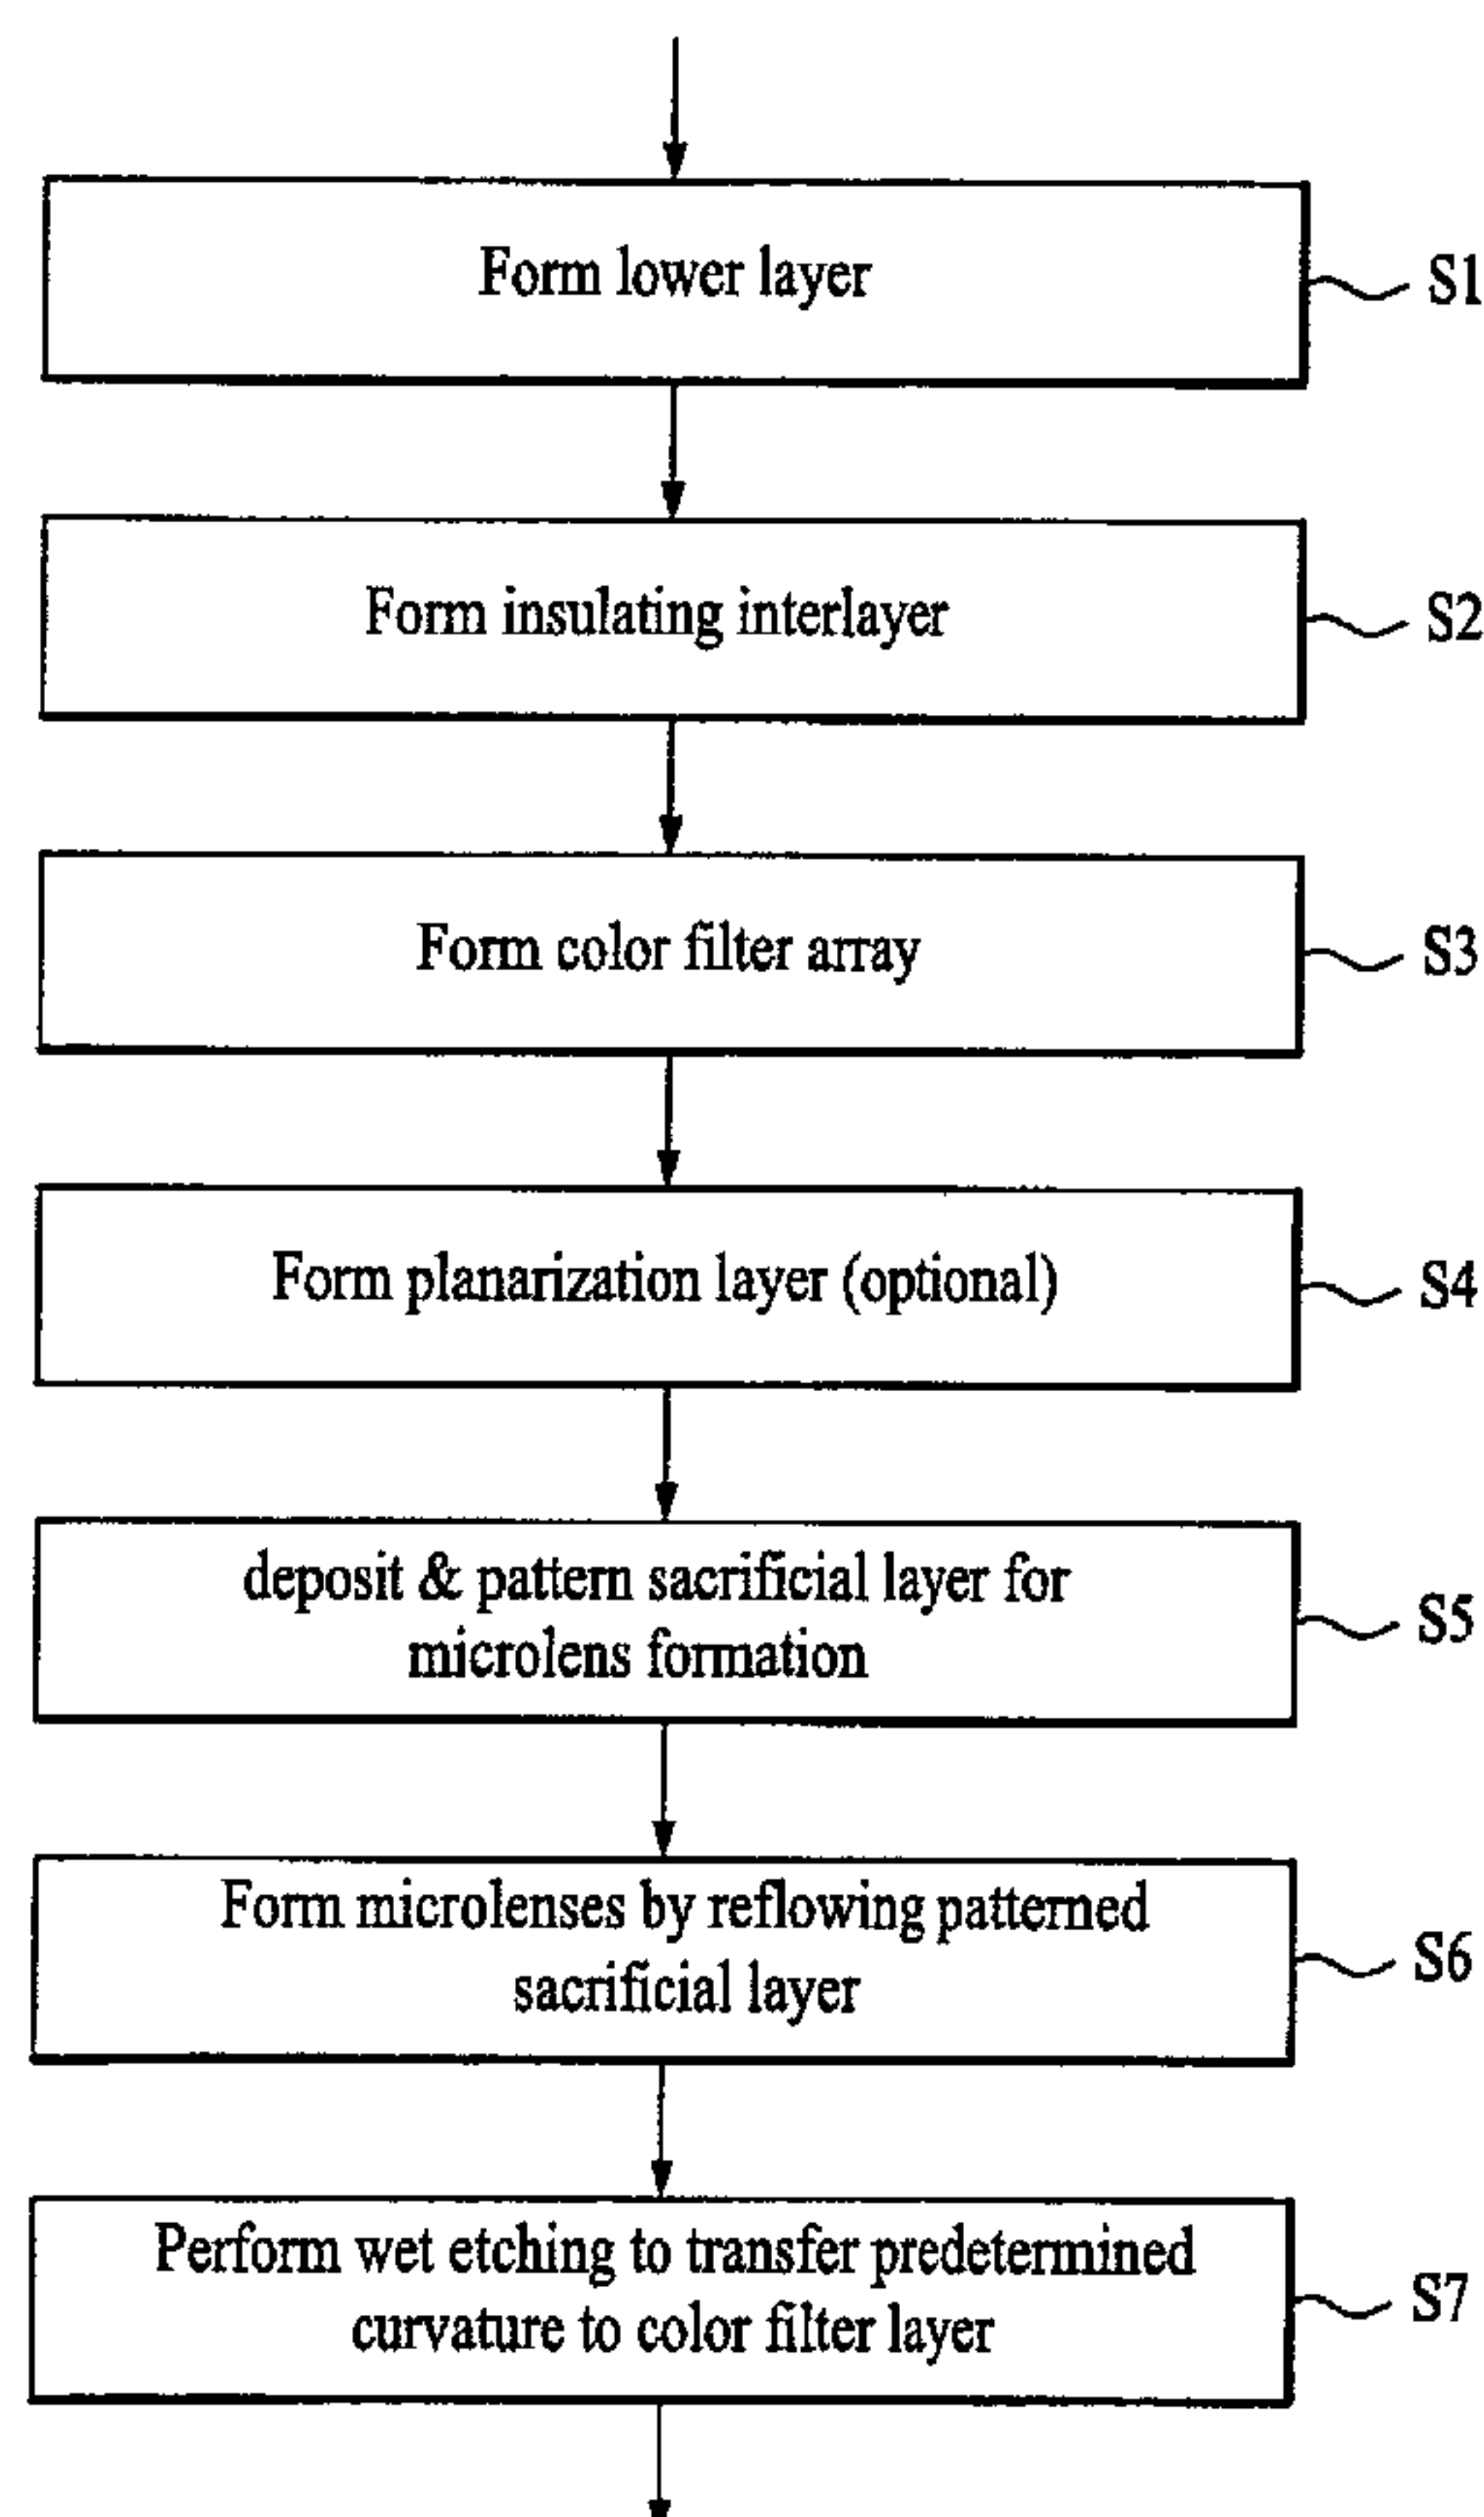 Form lower layer
S1
Form insulating interlayer
S2
Form color filter array
S3
Form planarization layer (optional)
S4
deposit & pattern sacrificial layer for
microlens formation
S5
Form microlenses by reflowing patterned
sacrificial layer
S6
Perform wet etching to transfer predetermined
curvature to color filter layer
S7